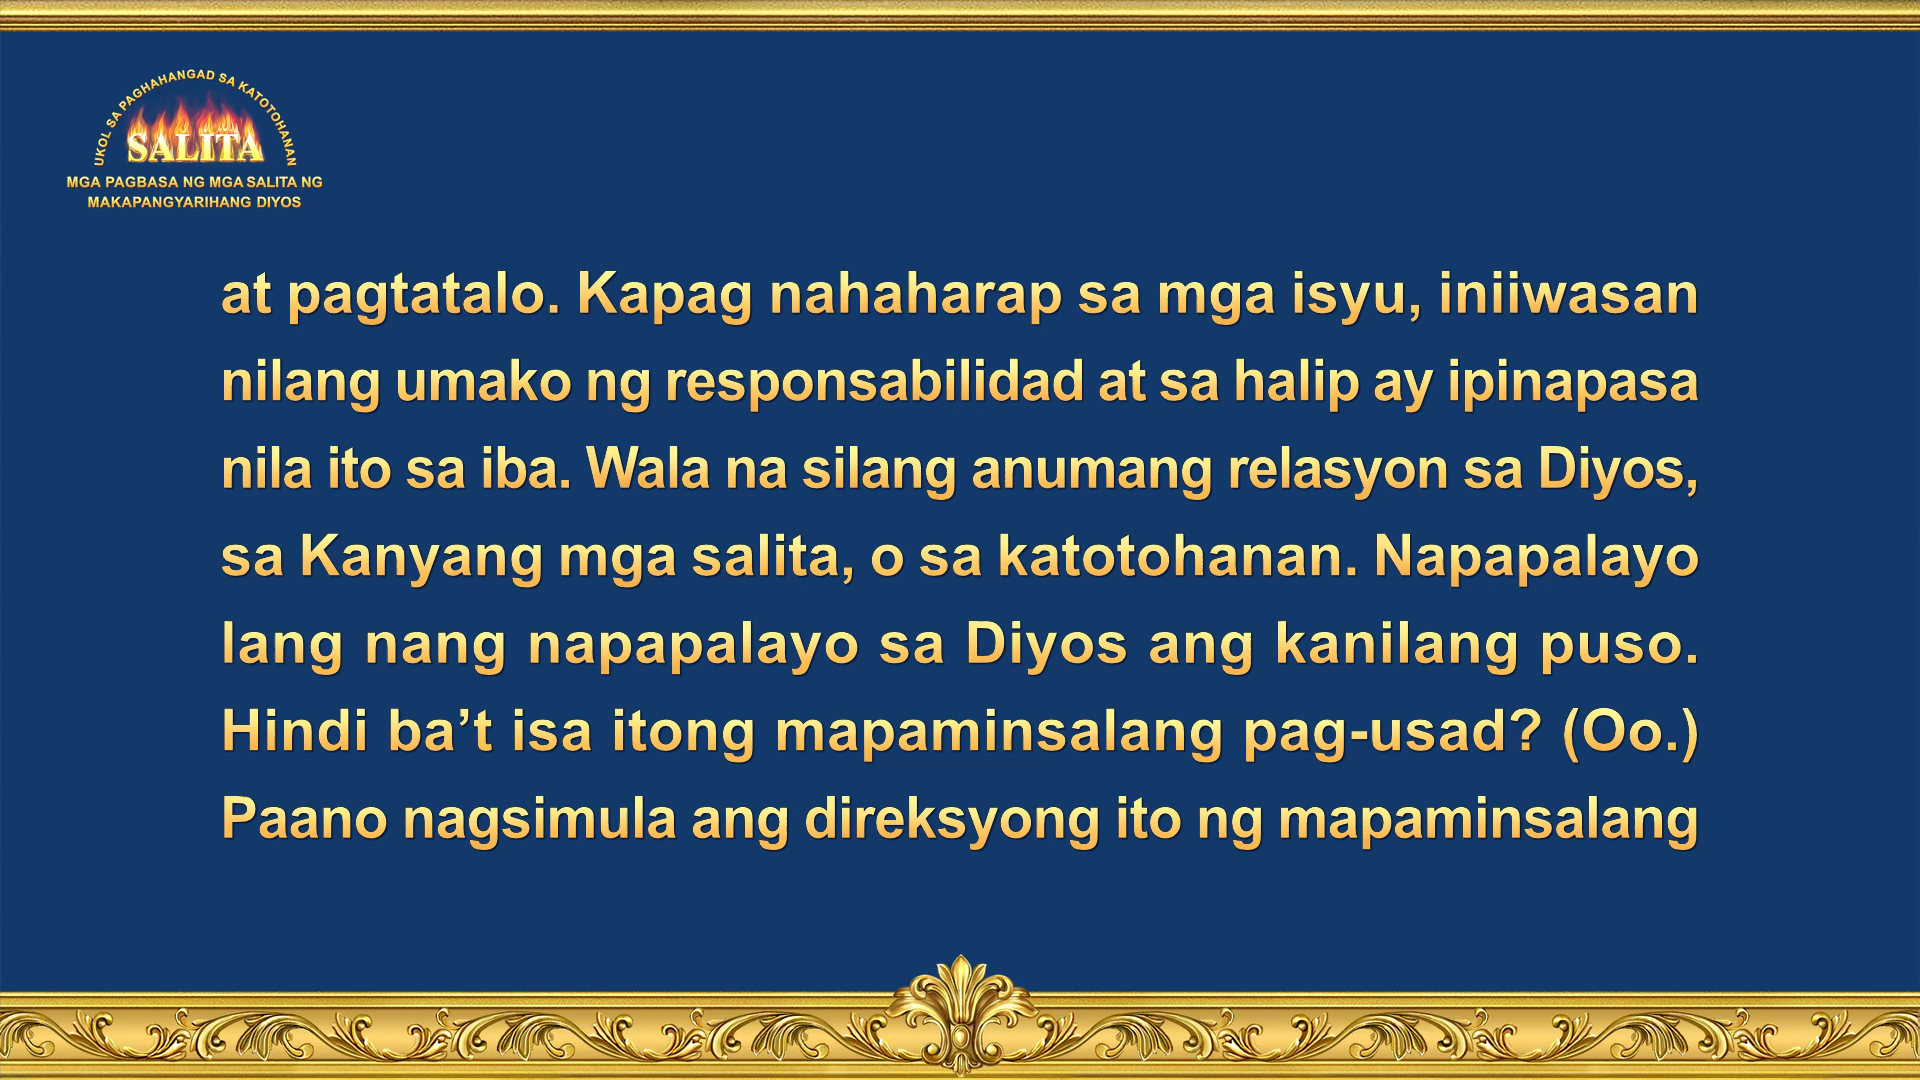 UKOL SA PAGHAHANGAD SA KATOTOHANAN
SALITA
MGA PAGBASA NG MGA SALITA NG
MAKAPANGYARIHANG DIYOS
at pagtatalo. Kapag nahaharap sa mga isyu, iniiwasan
nilang umako ng responsabilidad at sa halip ay ipinapasa
nila ito sa iba. Wala na silang anumang relasyon sa Diyos,
sa Kanyang mga salita, o sa katotohanan. Napapalayo
lang nang napapalayo sa Diyos ang kanilang puso.
Hindi ba’t isa itong mapaminsalang pag-usad? (Oo.)
Paano nagsimula ang direksyong ito ng mapaminsalang